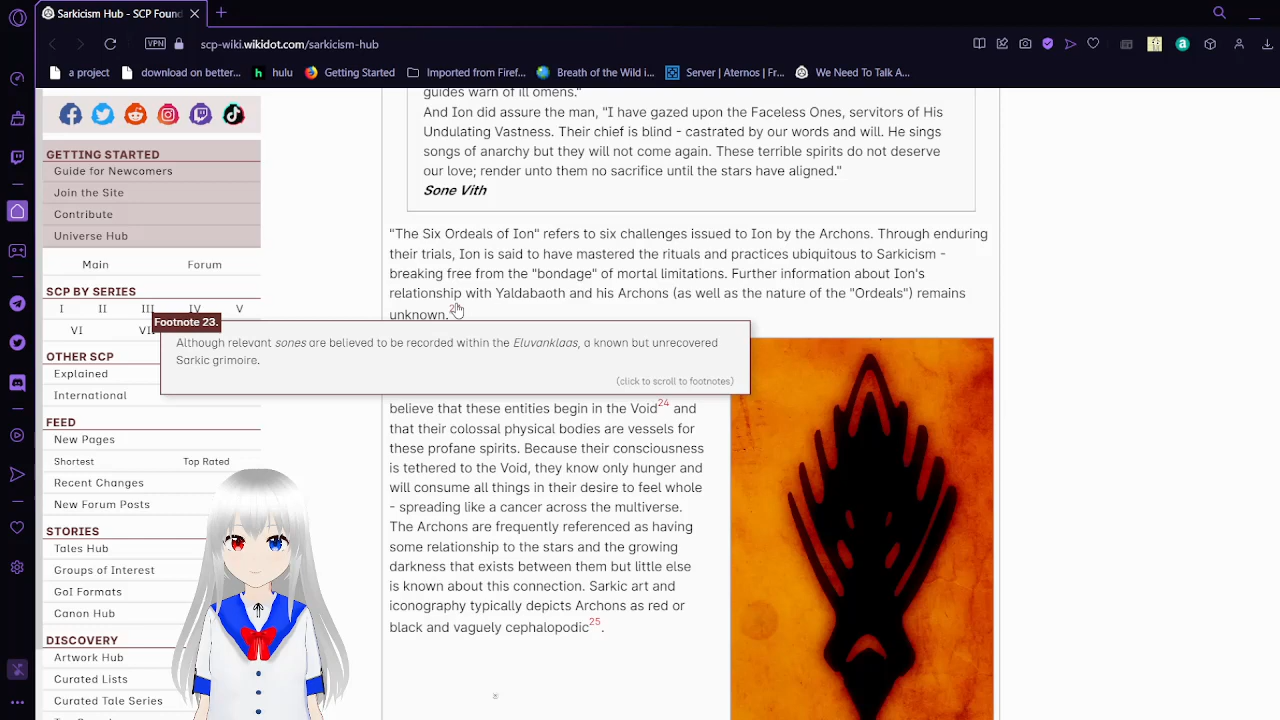 Sarkicism Hub - SCP Foun
VPN
scp-wiki.wikidot.com/sarkicism-hub
a project
download on better...
hulu
Getting Started
Imported from Firef...
Breath of the Wild i...
Server | Aternos | Fr...
We Need To Talk A...
GETTING STARTED
Guide for Newcomers
Join the Site
Contribute
Universe Hub
Main Forum
SCP BY SERIES
I II III IV V
VI
OTHER SCP
Explained
International
FEED
New Pages
Shortest Top Rated
Recent Changes
New Forum Posts
STORIES
Tales Hub
Groups of Interest
GoI Formats
Canon Hub
DISCOVERY
Artwork Hub
Curated Lists
Curated Tale Series
guides warn of ill omens."
And Ion did assure the man, "I have gazed upon the Faceless Ones, servitors of His
Undulating Vastness. Their chief is blind - castrated by our words and will. He sings
songs of anarchy but they will not come again. These terrible spirits do not deserve
our love; render unto them no sacrifice until the stars have aligned."
Sone Vith
"The Six Ordeals of Ion" refers to six challenges issued to Ion by the Archons. Through enduring
their trials, Ion is said to have mastered the rituals and practices ubiquitous to Sarkicism -
breaking free from the "bondage" of mortal limitations. Further information about Ion's
relationship with Yaldabaoth and his Archons (as well as the nature of the "Ordeals") remains
unknown.
Footnote 23.
Although relevant sones are believed to be recorded within the Eluvanklaas, a known but unrecovered
Sarkic grimoire.
(click to scroll to footnotes)
believe that these entities begin in the Void24 and
that their colossal physical bodies are vessels for
these profane spirits. Because their consciousness
is tethered to the Void, they know only hunger and
will consume all things in their desire to feel whole
- spreading like a cancer across the multiverse.
The Archons are frequently referenced as having
some relationship to the stars and the growing
darkness that exists between them but little else
is known about this connection. Sarkic art and
iconography typically depicts Archons as red or
black and vaguely cephalopodic25.